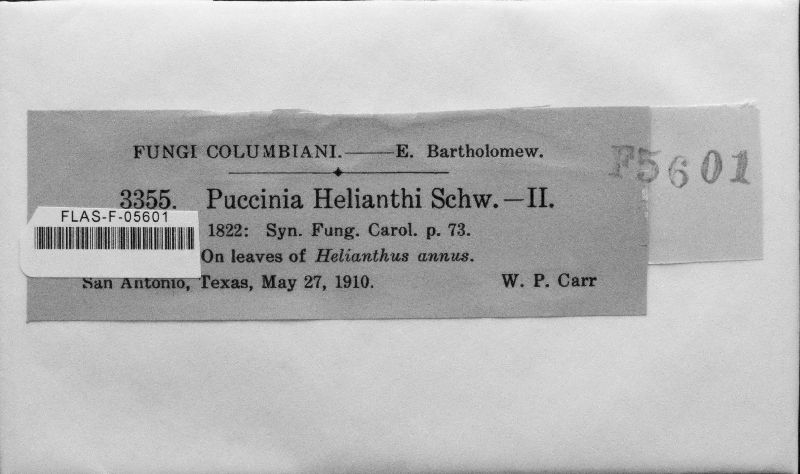 FUNGI COLUMBIANI.——E. Bartholomew.
F5601
3355. Puccinia Helianthi Schw.—II.
FLAS-F-05601
1822: Syn. Fung. Carol. p. 73.
On leaves of Helianthus annus.
San Antonio, Texas, May 27, 1910. W. P. Carr